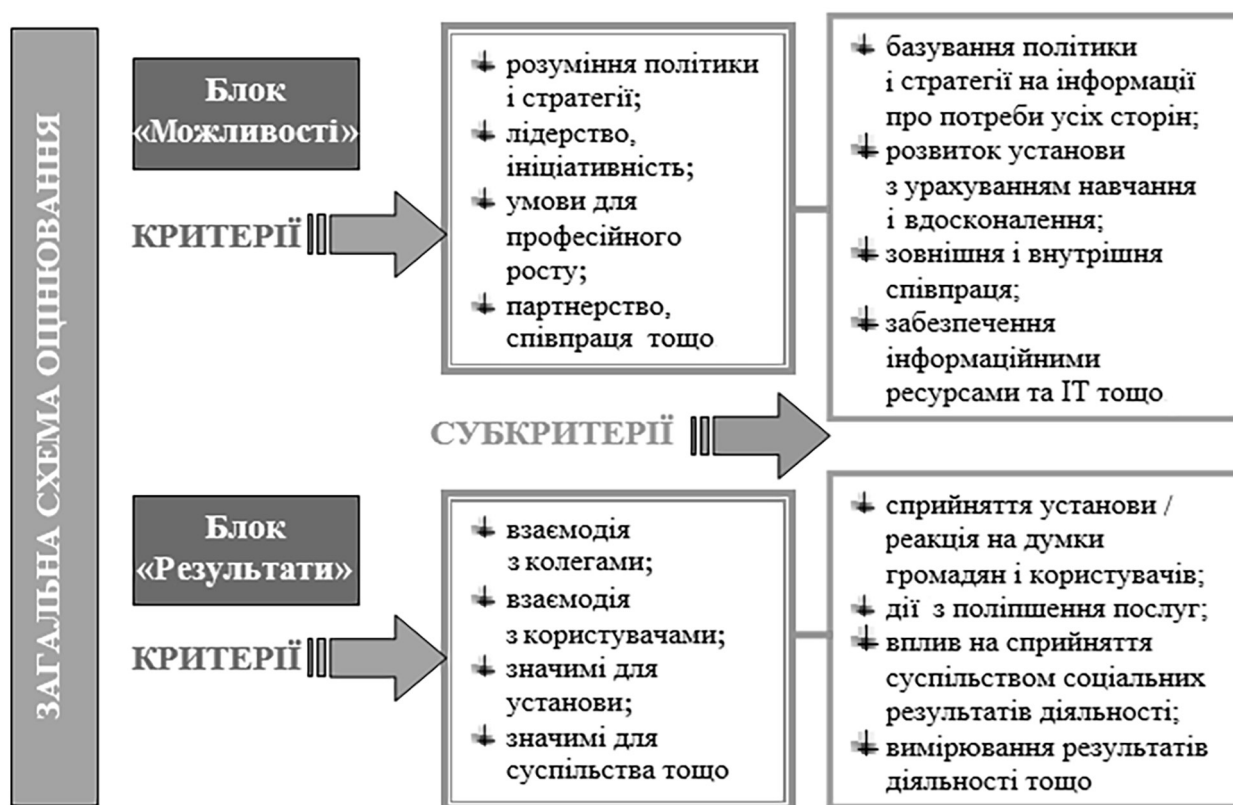 ЗАГАЛЬНА СХЕМА ОЦІНЮВАННЯ
Блок
«Можливості»
КРИТЕРІЇ
розуміння політики
і стратегії;
лідерство,
ініціативність;
умови для
професійного
росту;
партнерство,
співпраця тощо
базування політики
і стратегії на інформації
про потреби усіх сторін;
розвиток установи
з урахуванням навчання
і вдосконалення;
зовнішня і внутрішня
співпраця;
забезпечення
інформаційними
ресурсами та ІТ тощо
СУБКРИТЕРІЇ
Блок
«Результати»
КРИТЕРІЇ
взаємодія
з колегами;
взаємодія
з користувачами;
значимі для
установи;
значимі для
суспільства тощо
сприйняття установи /
реакція на думки
громадян і користувачів;
дії з поліпшення послуг;
вплив на сприйняття
суспільством соціальних
результатів діяльності;
вимірювання результатів
діяльності тощо